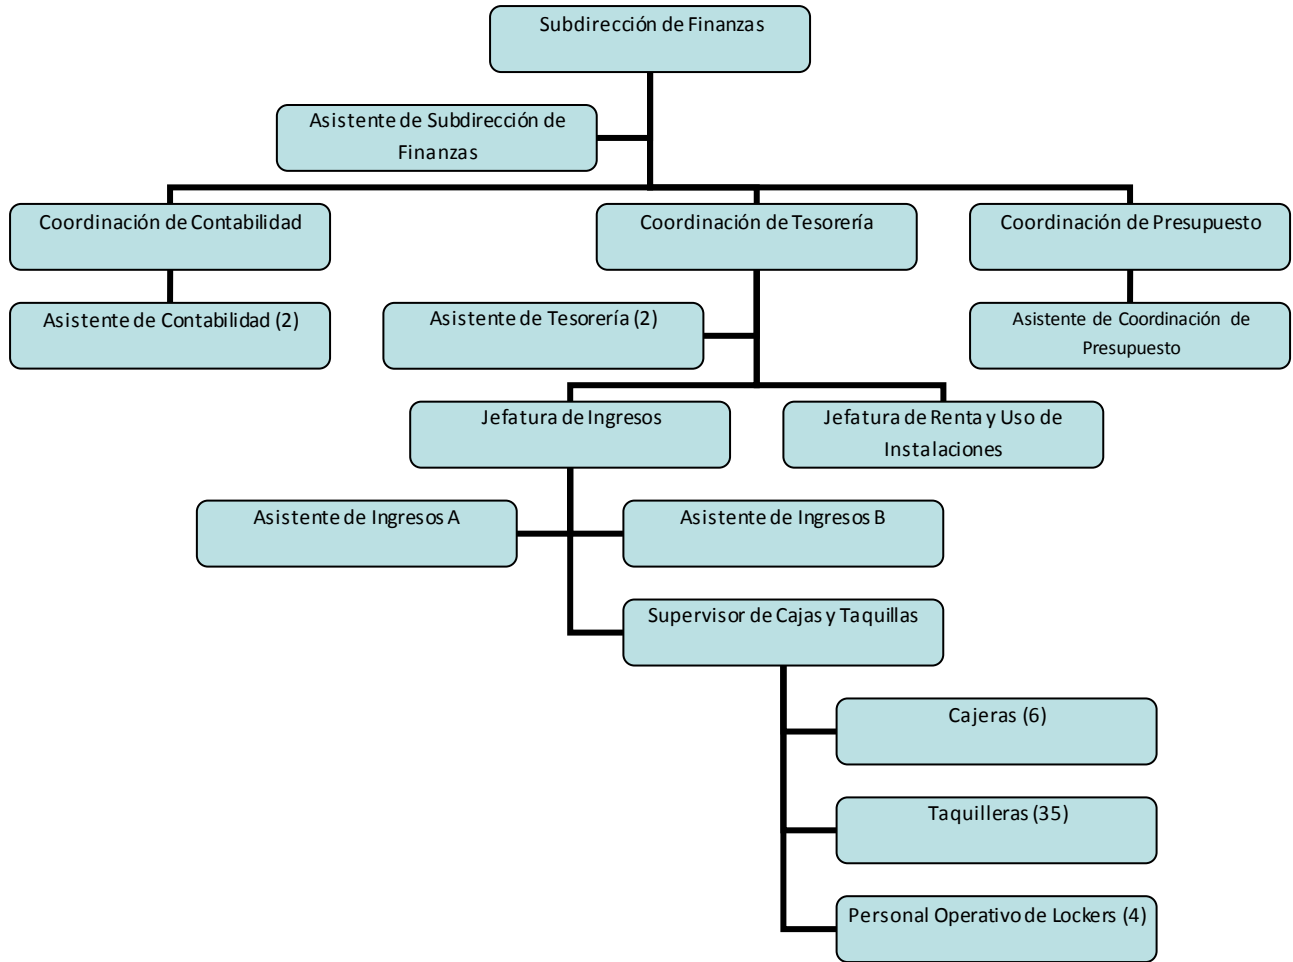 Subdirección de Finanzas
Asistente de Subdirección de
Finanzas
Coordinación de Contabilidad
Coordinación de Tesorería
Coordinación de Presupuesto
Asistente de Contabilidad (2)
Asistente de Tesorería (2)
Asistente de Coordinación de
Presupuesto
Jefatura de Ingresos
Jefatura de Renta y Uso de
Instalaciones
Asistente de Ingresos A
Asistente de Ingresos B
Supervisor de Cajas y Taquillas
Cajeras (6)
Taquilleras (35)
Personal Operativo de Lockers (4)